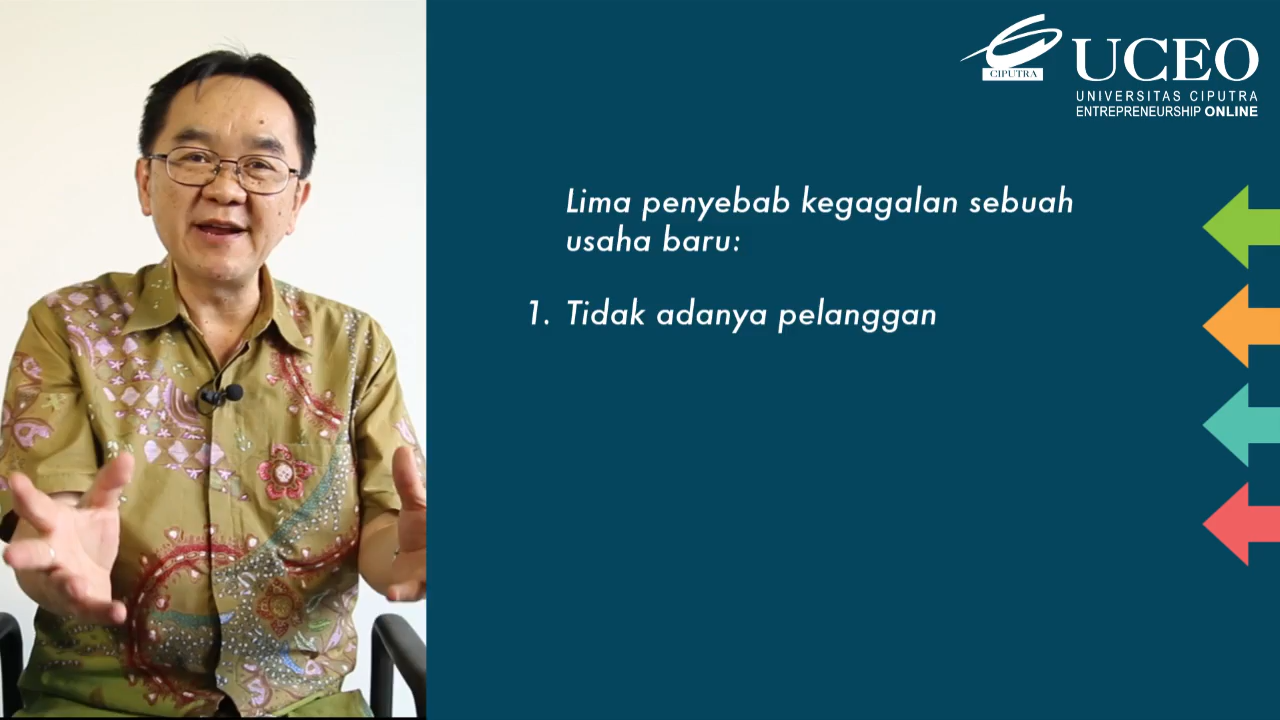 CIPUTRA
UCEO
UNIVERSITAS CIPUTRA
ENTREPRENEURSHIP ONLINE
Lima penyebab kegagalan sebuah
usaha baru:
1. Tidak adanya pelanggan